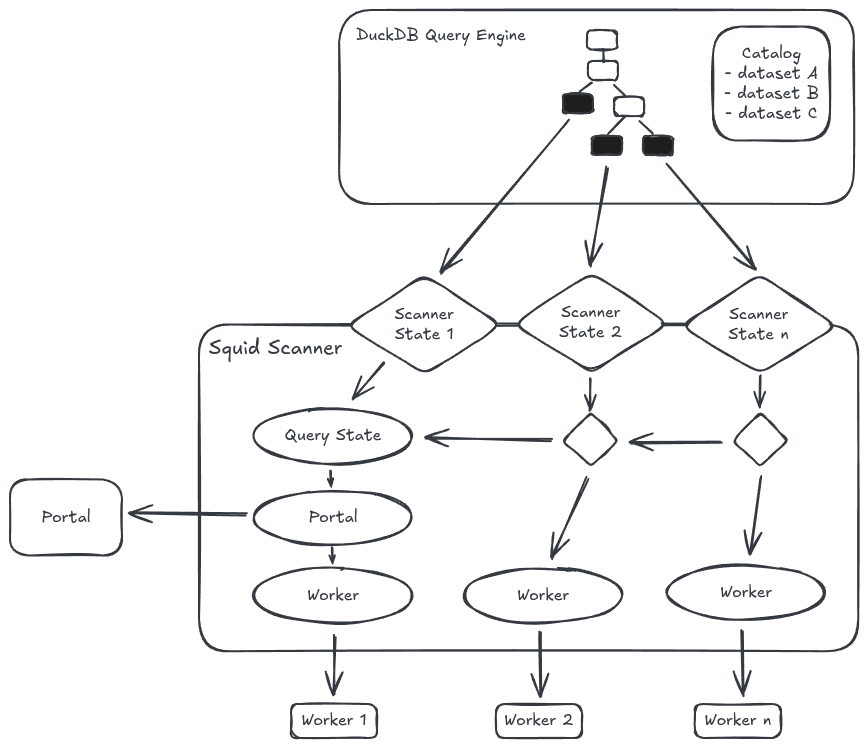 DuckDB Query Engine
Catalog
- dataset A
- dataset B
- dataset C
Scanner
State 1
Scanner
State 2
Scanner
State n
Squid Scanner
Query State
Portal
Portal
Worker
Worker
Worker
Worker 1
Worker 2
Worker n